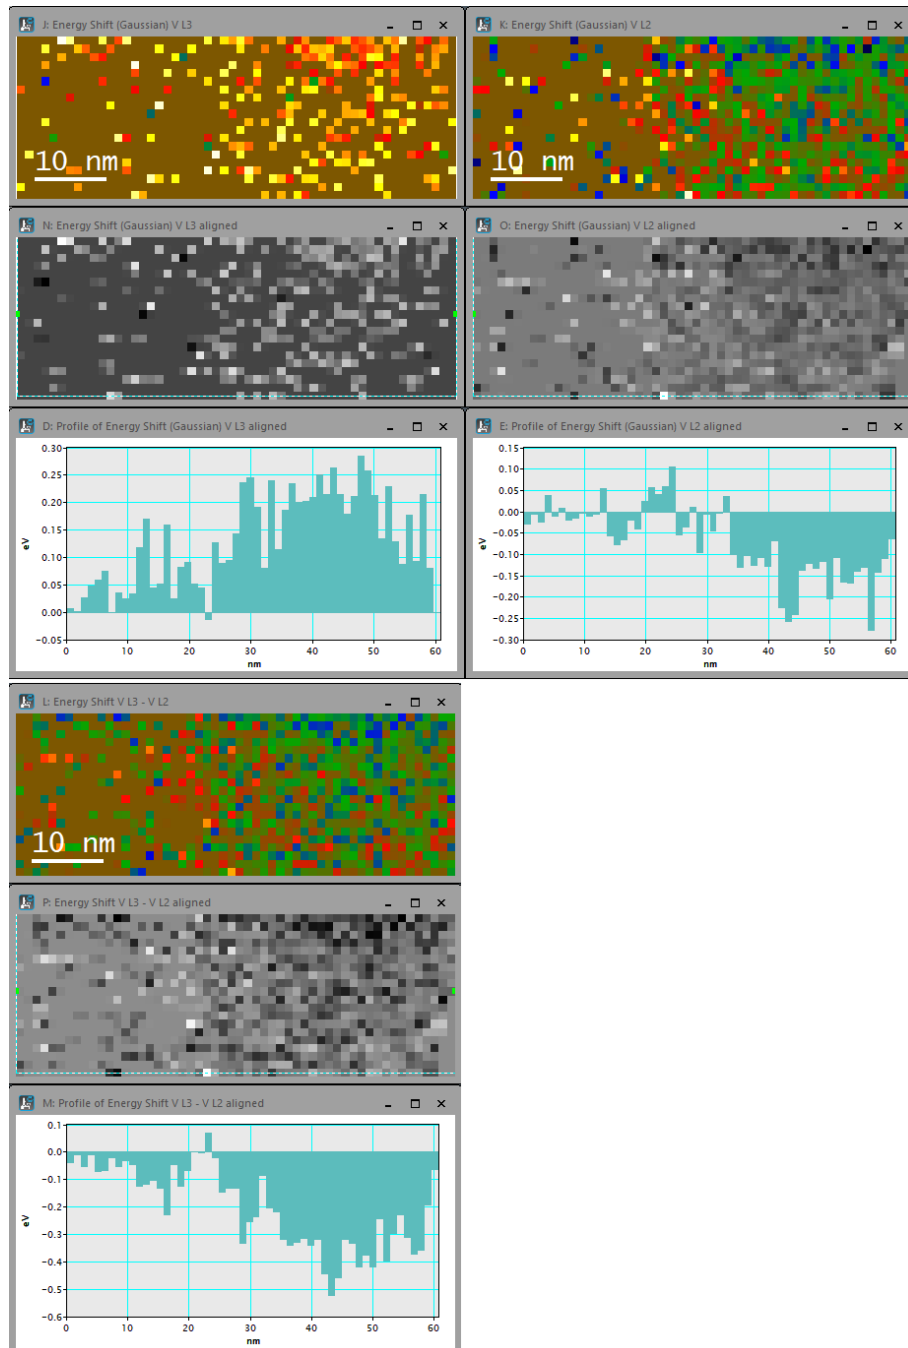 J: Energy Shift (Gaussian) V L3
10 nm
K: Energy Shift (Gaussian) V L2
10 nm
N: Energy Shift (Gaussian) V L3 aligned
O: Energy Shift (Gaussian) V L2 aligned
D: Profile of Energy Shift (Gaussian) V L3 aligned
0.30
0.25
0.20
0.15
0.10
0.05
0.00
-0.05
eV
0 10 20 30 40 50 60
nm
E: Profile of Energy Shift (Gaussian) V L2 aligned
0.15
0.10
0.05
0.00
-0.05
-0.10
-0.15
-0.20
-0.25
-0.30
eV
0 10 20 30 40 50 60
nm
L: Energy Shift V L3 - V L2
10 nm
P: Energy Shift V L3 - V L2 aligned
M: Profile of Energy Shift V L3 - V L2 aligned
0.1
0.0
-0.1
-0.2
-0.3
-0.4
-0.5
-0.6
eV
0 10 20 30 40 50 60
nm